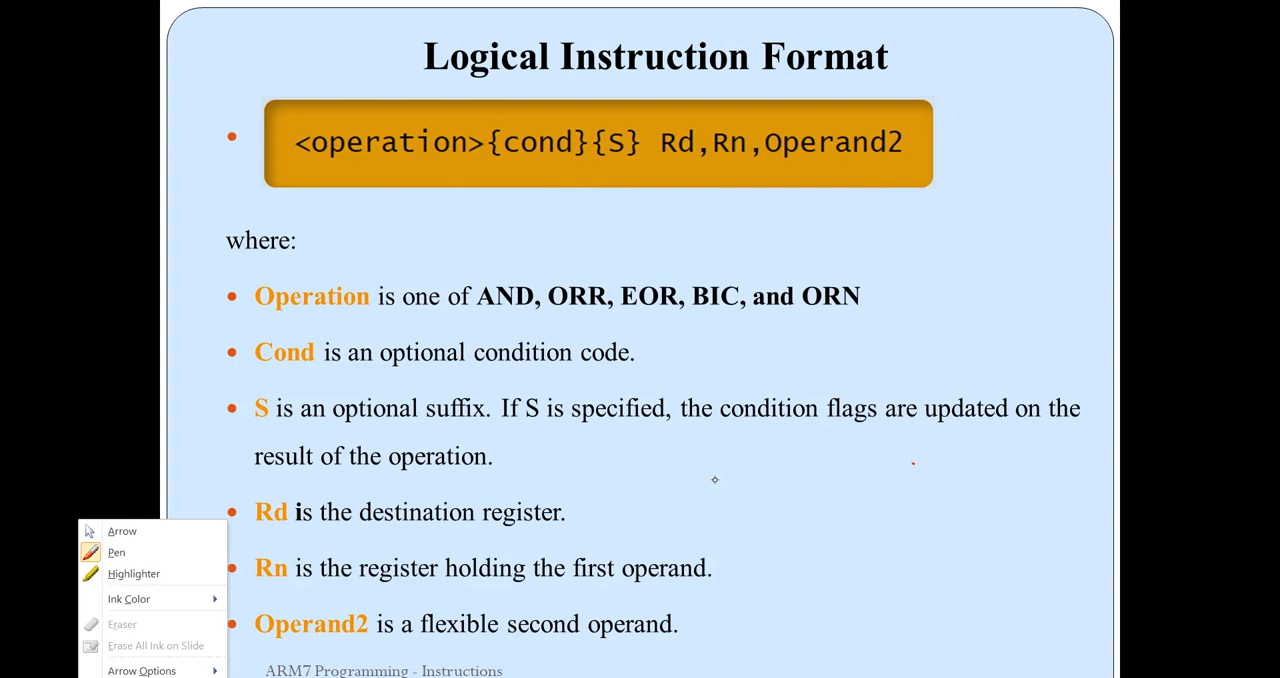 Logical Instruction Format
• <operation>{cond}{S} Rd,Rn,Operand2
where:
• Operation is one of AND, ORR, EOR, BIC, and ORN
• Cond is an optional condition code.
• S is an optional suffix. If S is specified, the condition flags are updated on the
result of the operation.
• Rd is the destination register.
• Rn is the register holding the first operand.
• Operand2 is a flexible second operand.
ARM7 Programming - Instructions
Arrow
Pen
Highlighter
Ink Color
Eraser
Erase All Ink on Slide
Arrow Options